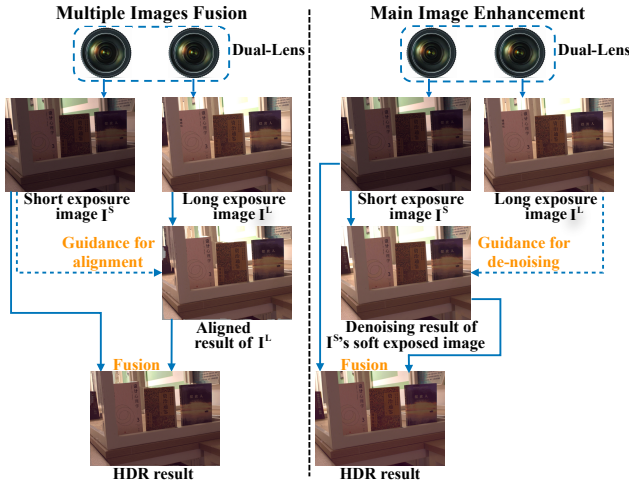 Multiple Images Fusion
Dual-Lens
Short exposure
image I^S
Long exposure
image I^L
Guidance for
alignment
Aligned
result of I^L
Fusion
HDR result
Main Image Enhancement
Dual-Lens
Short exposure
image I^S
Long exposure
image I^L
Guidance for
de-noising
Denoising result of
I^S's soft exposed image
Fusion
HDR result